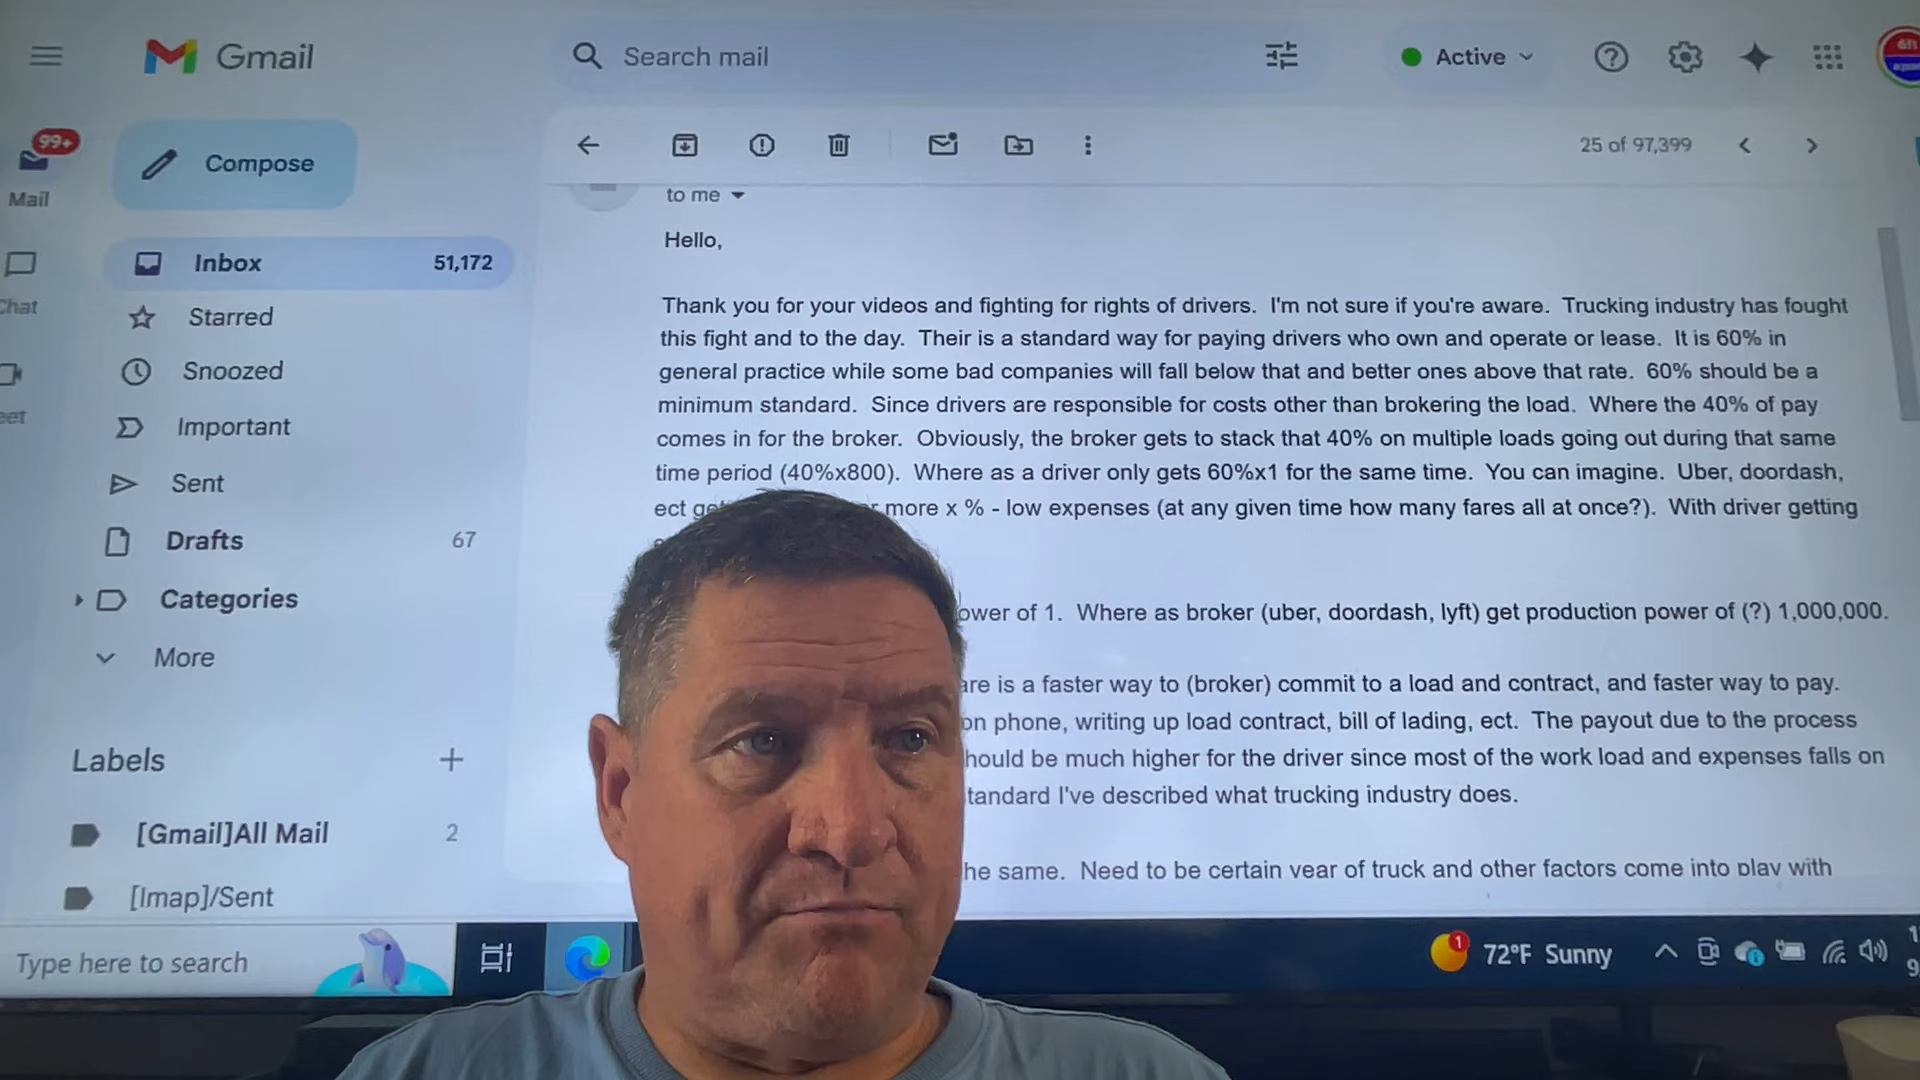 Gmail
Search mail
Active
99+
Mail
Compose
25 of 97,399
to me
Chat
Inbox 51,172
Starred
Snoozed
Important
Sent
Drafts 67
Categories
More
Labels
[Gmail]All Mail 2
[Imap]/Sent
Hello,
Thank you for your videos and fighting for rights of drivers. I'm not sure if you're aware. Trucking industry has fought
this fight and to the day. Their is a standard way for paying drivers who own and operate or lease. It is 60% in
general practice while some bad companies will fall below that and better ones above that rate. 60% should be a
minimum standard. Since drivers are responsible for costs other than brokering the load. Where the 40% of pay
comes in for the broker. Obviously, the broker gets to stack that 40% on multiple loads going out during that same
time period (40%x800). Where as a driver only gets 60%x1 for the same time. You can imagine. Uber, doordash,
ect more x % - low expenses (at any given time how many fares all at once?). With driver getting
ower of 1. Where as broker (uber, doordash, lyft) get production power of (?) 1,000,000.
are is a faster way to (broker) commit to a load and contract, and faster way to pay.
on phone, writing up load contract, bill of lading, ect. The payout due to the process
hould be much higher for the driver since most of the work load and expenses falls on
tandard I've described what trucking industry does.
he same. Need to be certain year of truck and other factors come into play with
Type here to search
1
72°F Sunny